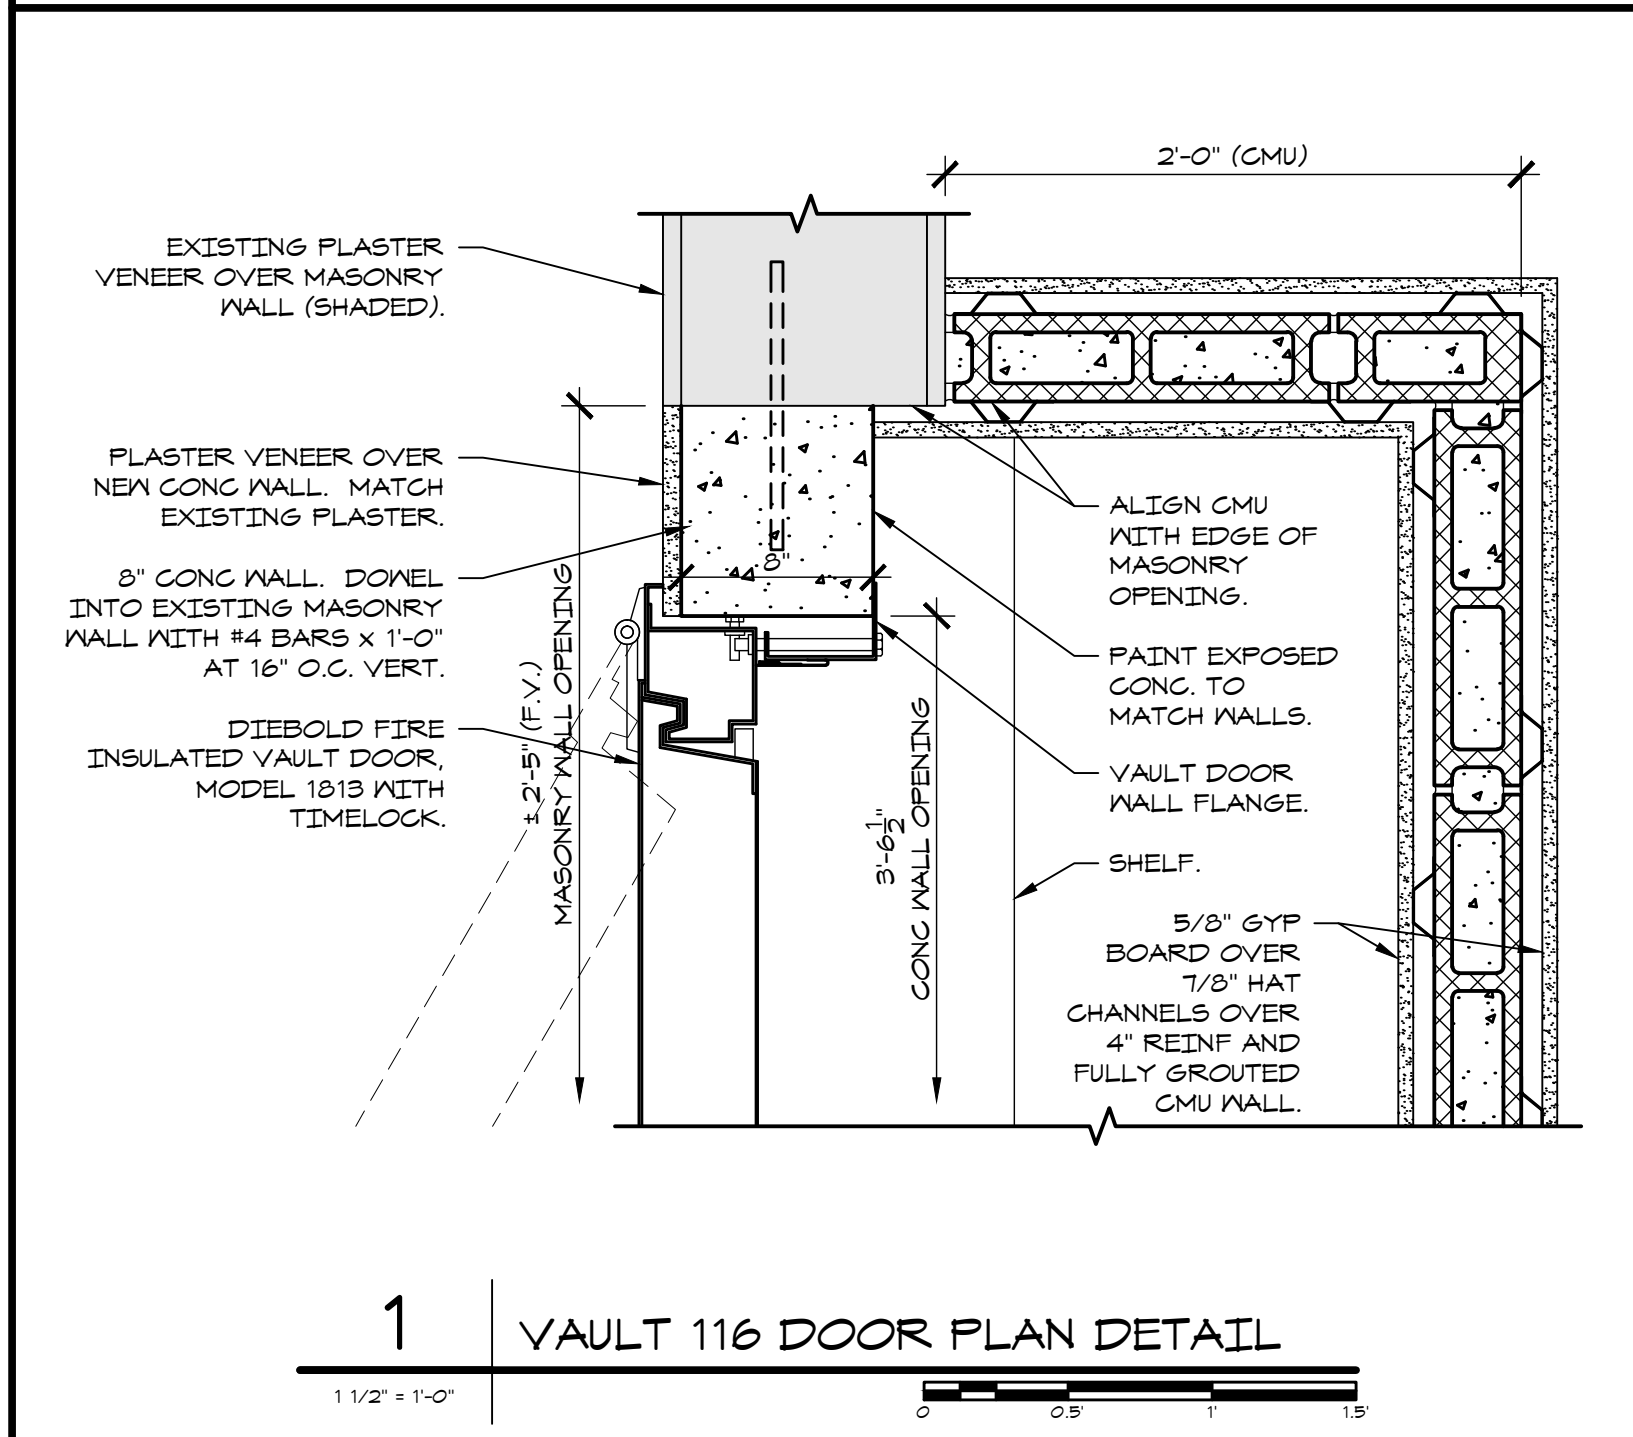 2'-0" (CMU)
EXISTING PLASTER
VENEER OVER MASONRY
WALL (SHADED).
PLASTER VENEER OVER
NEW CONC WALL. MATCH
EXISTING PLASTER.
8" CONC WALL. DOWEL
INTO EXISTING MASONRY
WALL WITH #4 BARS x 1'-0"
AT 16" O.C. VERT.
DIEBOLD FIRE
INSULATED VAULT DOOR,
MODEL 1813 WITH
TIMELOCK.
± 2'-5" (F.V.)
MASONRY WALL OPENING
8"
3'-6 1/2"
CONC WALL OPENING
ALIGN CMU
WITH EDGE OF
MASONRY
OPENING.
PAINT EXPOSED
CONC. TO
MATCH WALLS.
VAULT DOOR
WALL FLANGE.
SHELF.
5/8" GYP
BOARD OVER
7/8" HAT
CHANNELS OVER
4" REINF AND
FULLY GROUTED
CMU WALL.
1
VAULT 116 DOOR PLAN DETAIL
1 1/2" = 1'-0"
0 0.5' 1' 1.5'